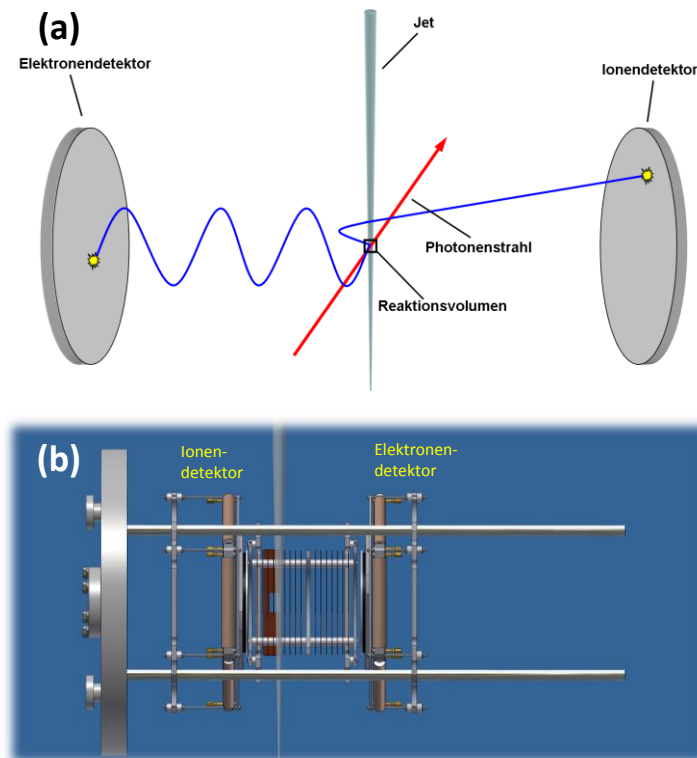 (a)
Jet
Elektronendetektor
Ionendetektor
Photonenstrahl
Reaktionsvolumen
(b)
Ionen-
detektor
Elektronen-
detektor